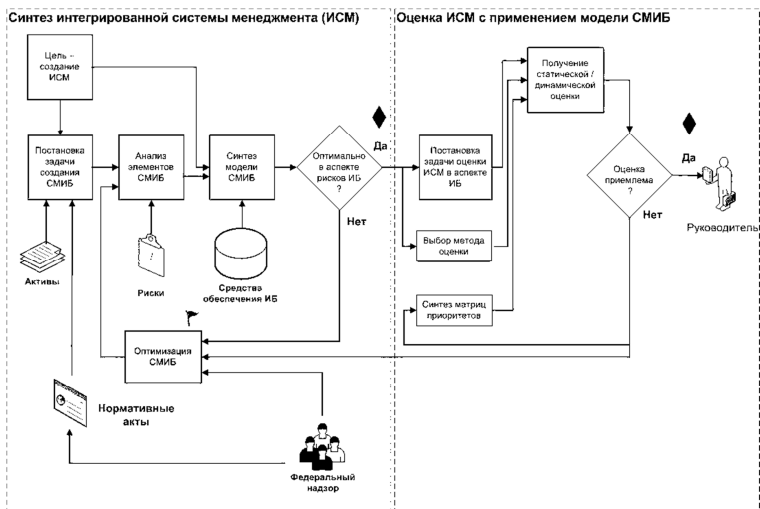 Синтез интегрированной системы менеджмента (ИСМ)
Оценка ИСМ с применением модели СМИБ
Цель –
создание
ИСМ
Получение
статической /
динамической
оценки
Постановка
задачи
создания
СМИБ
Анализ
элементов
СМИБ
Синтез
модели
СМИБ
Оптимально
в аспекте
рисков ИБ
?
Да
Нет
Постановка
задачи оценки
ИСМ в аспекте
ИБ
Оценка
приемлема
?
Да
Нет
Руководитель
Выбор метода
оценки
Синтез матриц
приоритетов
Активы
Риски
Средства
обеспечения ИБ
Оптимизация
СМИБ
Нормативные
акты
Федеральный
надзор